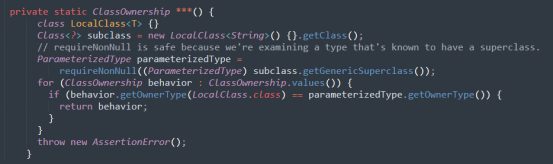 private static ClassOwnership ***() {
class LocalClass<T> {}
Class<?> subclass = new LocalClass<String>() {}.getClass();
// requireNonNull is safe because we're examining a type that's known to have a superclass.
ParameterizedType parameterizedType =
requireNonNull((ParameterizedType) subclass.getGenericSuperclass());
for (ClassOwnership behavior : ClassOwnership.values()) {
if (behavior.getOwnerType(LocalClass.class) == parameterizedType.getOwnerType()) {
return behavior;
}
}
throw new AssertionError();
}